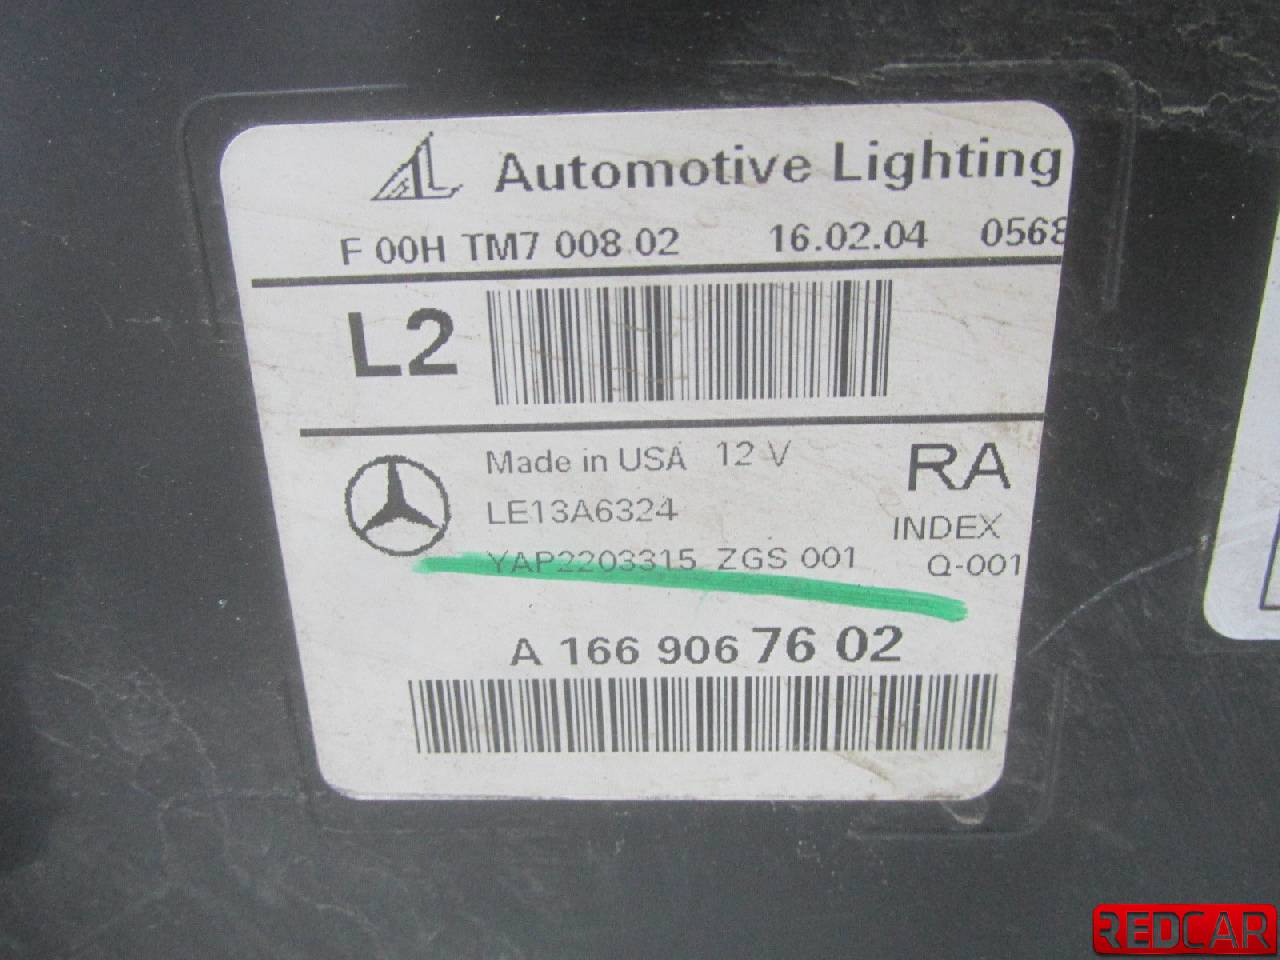 Automotive Lighting
F 00H TM7 008.02 16.02.04 0568
L2
Made in USA 12 V RA
LE13A6324 INDEX
YAP2203315 ZGS 001 Q-001
A 166 906 76 02
REDCAR